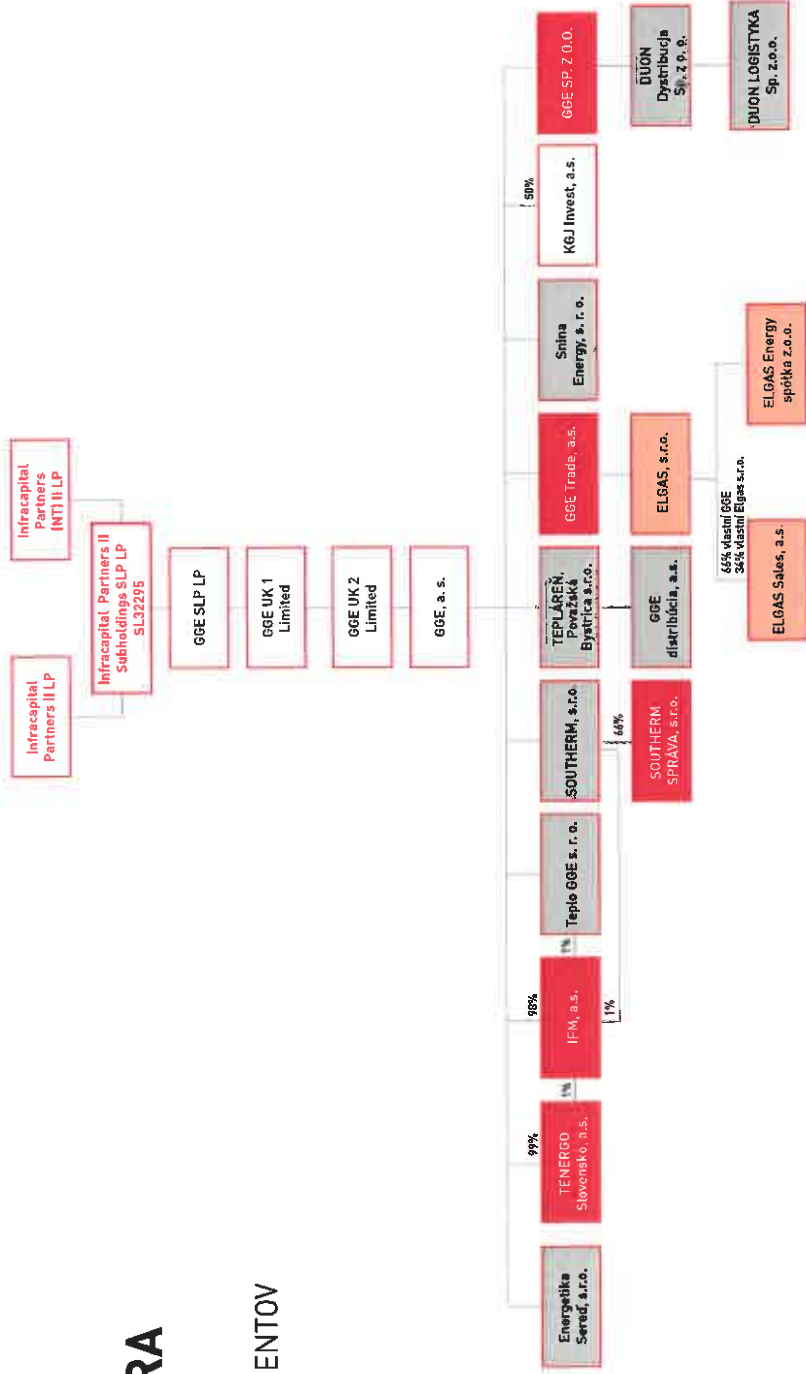 RA
ENTOV
Infracapital
Partners II LP
Infracapital
Partners
(NT) II LP
Infracapital Partners II
Subholdings SLP LP
SL32295
GGE SLP LP
GGE UK 1
Limited
GGE UK 2
Limited
GGE, a. s.
Energetika
Sereď, s.r.o.
99%
TENERGO
Slovensko, a.s.
1%
98%
IFM, a.s.
1%
1%
Teplo GGE s. r. o.
SOUTHERM, s.r.o.
66%
SOUTHERM
SPRÁVA, s.r.o.
TEPLÁREŇ,
Považská
Bystrica s.r.o.
GGE
distribúcia, a.s.
GGE Trade, a.s.
ELGAS, s.r.o.
66% vlastní GGE
34% vlastní Elgas s.r.o.
ELGAS Sales, a.s.
ELGAS Energy
spótka z.o.o.
Snina
Energy, s. r. o.
50%
KGJ Invest, a.s.
GGE SP. Z O.O.
DUON
Dystrybucja
Sp. z o. o.
DUON LOGISTYKA
Sp. z.o.o.